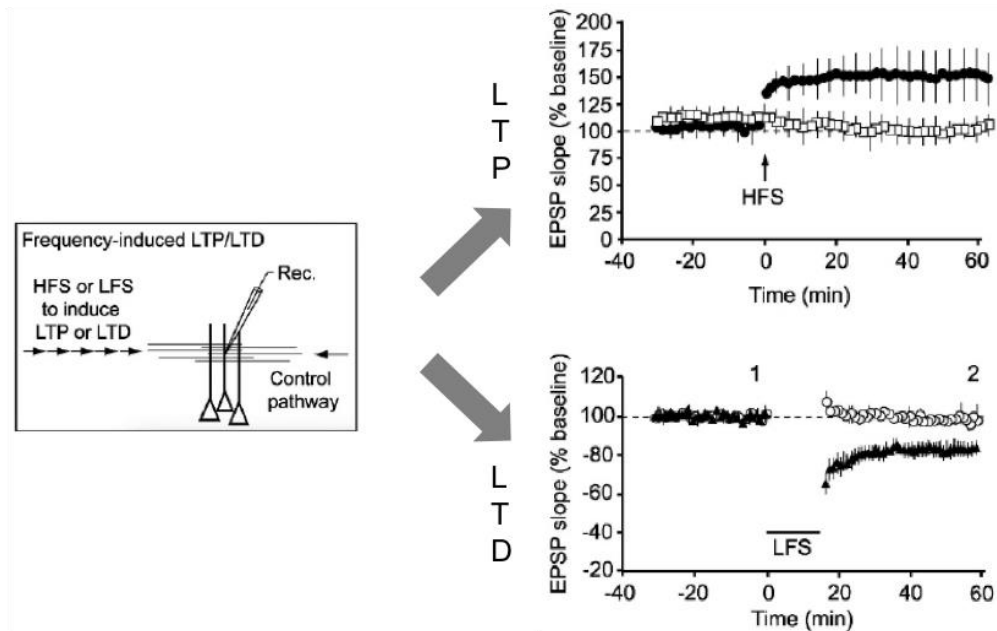 Frequency-induced LTP/LTD
HFS or LFS
to induce
LTP or LTD
Rec.
Control
pathway
L
T
P
EPSP slope (% baseline)
200
175
150
125
100
75
50
25
0
HFS
-40 -20 0 20 40 60
Time (min)
L
T
D
EPSP slope (% baseline)
120
100
-80
-60
-40
-20
1 2
LFS
-40 -20 0 20 40 60
Time (min)